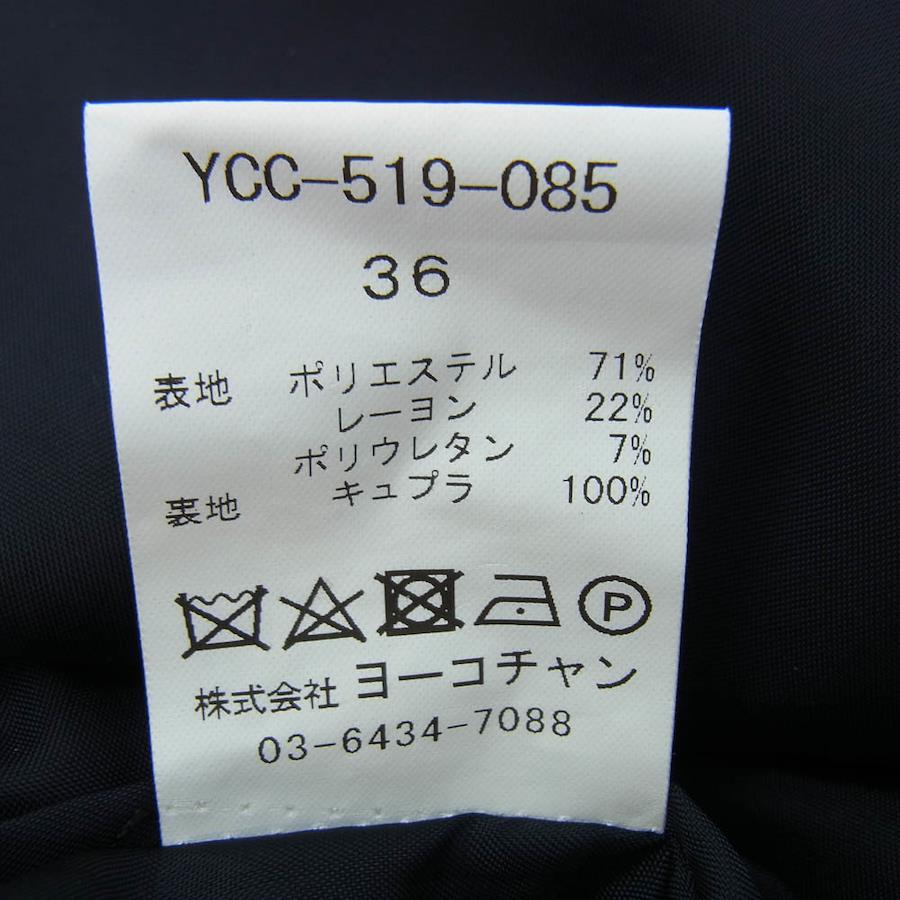 YCC-519-085
36
表地 ポリエステル 71%
レーヨン 22%
ポリウレタン 7%
裏地 キュプラ 100%
P
株式会社 ヨーコチャン
03-6434-7088